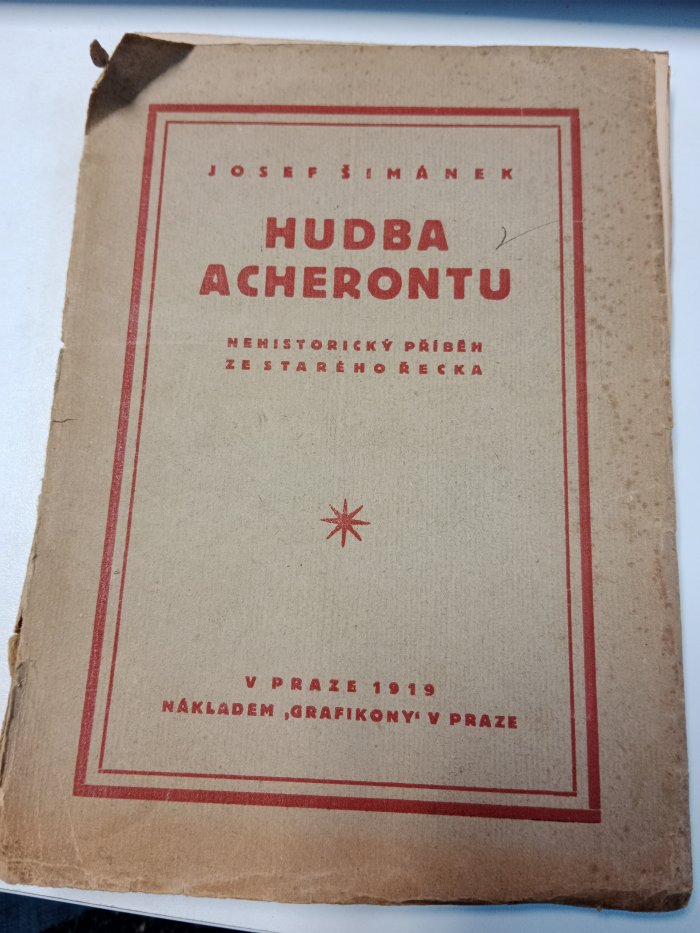 JOSEF ŠIMÁNEK
HUDBA
ACHERONTU
NEHISTORICKÝ PŘÍBĚH
ZE STARÉHO ŘECKA
V PRAZE 1919
NÁKLADEM ‚GRAFIKONY‘ V PRAZE